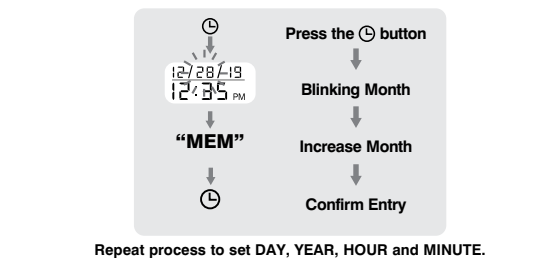 Press the button
12/28/19
12:35 PM
Blinking Month
"MEM"
Increase Month
Confirm Entry
Repeat process to set DAY, YEAR, HOUR and MINUTE.